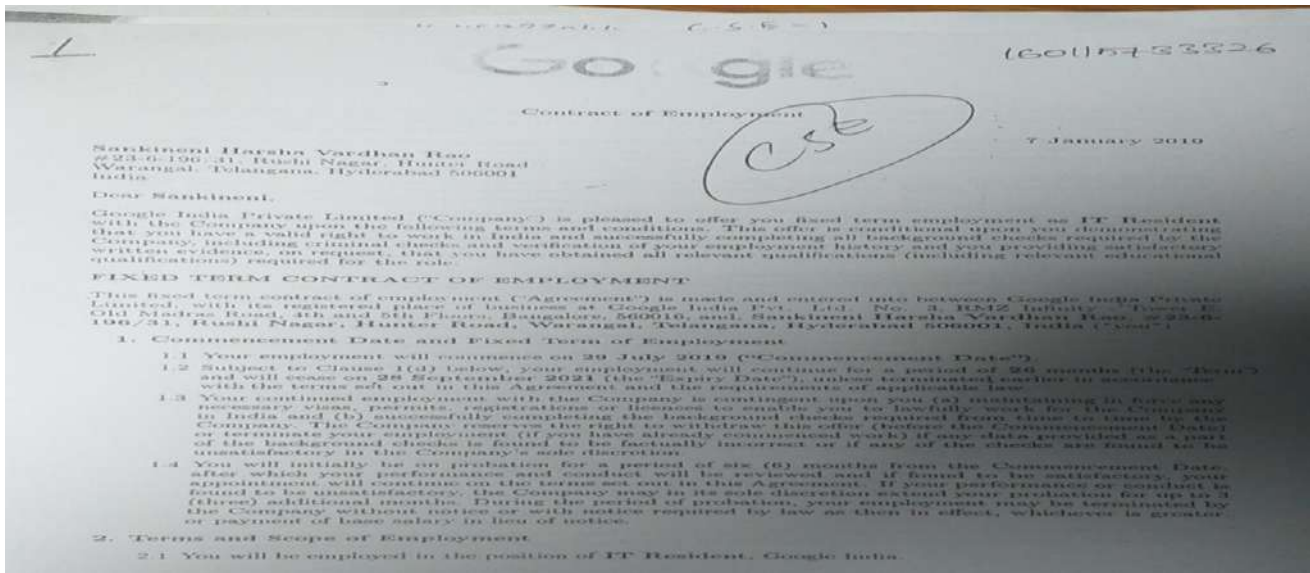 C.S.E-1
1
Google
(601)5733326
Contract of Employment
CSE
7 January 2019
Sankineni Harsha Vardhan Rao
#23-6-196/31, Rushi Nagar, Hunter Road
Warangal, Telangana, Hyderabad 506001
India
Dear Sankineni,
Google India Private Limited ("Company") is pleased to offer you fixed term employment as IT Resident
with the Company upon the following terms and conditions. This offer is conditional upon you demonstrating
that you have a valid right to work in India and successfully completing all background checks required by the
Company, including criminal checks and verification of your employment history and you providing satisfactory
written evidence, on request, that you have obtained all relevant qualifications (including relevant educational
qualifications) required for the role.
FIXED TERM CONTRACT OF EMPLOYMENT
This fixed term contract of employment ("Agreement") is made and entered into between Google India Private
Limited, with its registered place of business at Google India Pvt. Ltd. No. 3, RMZ Infinity - Tower E,
Old Madras Road, 4th and 5th Floors, Bangalore, 560016, and, Sankineni Harsha Vardhan Rao, #23-6-
196/31, Rushi Nagar, Hunter Road, Warangal, Telangana, Hyderabad 506001, India ("you")
1. Commencement Date and Fixed Term of Employment
1.1 Your employment will commence on 29 July 2019 ("Commencement Date").
1.2 Subject to Clause 1(d) below, your employment will continue for a period of 26 months (the "Term")
and will cease on 28 September 2021 (the "Expiry Date"), unless terminated earlier in accordance
with the terms set out in this Agreement and the requirements of applicable law
1.3 Your continued employment with the Company is contingent upon you (a) maintaining in force any
necessary visas, permits, registrations or licences to enable you to lawfully work for the Company
in India and (b) successfully completing the background checks required from time to time by the
Company. The Company reserves the right to withdraw this offer (before the Commencement Date)
or terminate your employment (if you have already commenced work) if any data provided as a part
of the background checks is found to be factually incorrect or if any of the checks are found to be
unsatisfactory in the Company's sole discretion
1.4 You will initially be on probation for a period of six (6) months from the Commencement Date,
after which your performance and conduct will be reviewed and if found to be satisfactory, your
appointment will continue on the terms set out in this Agreement. If your performance or conduct is
found to be unsatisfactory, the Company may in its sole discretion extend your probation for up to 3
(three) additional months. During the period of probation, your employment may be terminated by
the Company without notice or with notice required by law as then in effect, whichever is greater
or payment of base salary in lieu of notice.
2. Terms and Scope of Employment
2.1 You will be employed in the position of IT Resident, Google India.